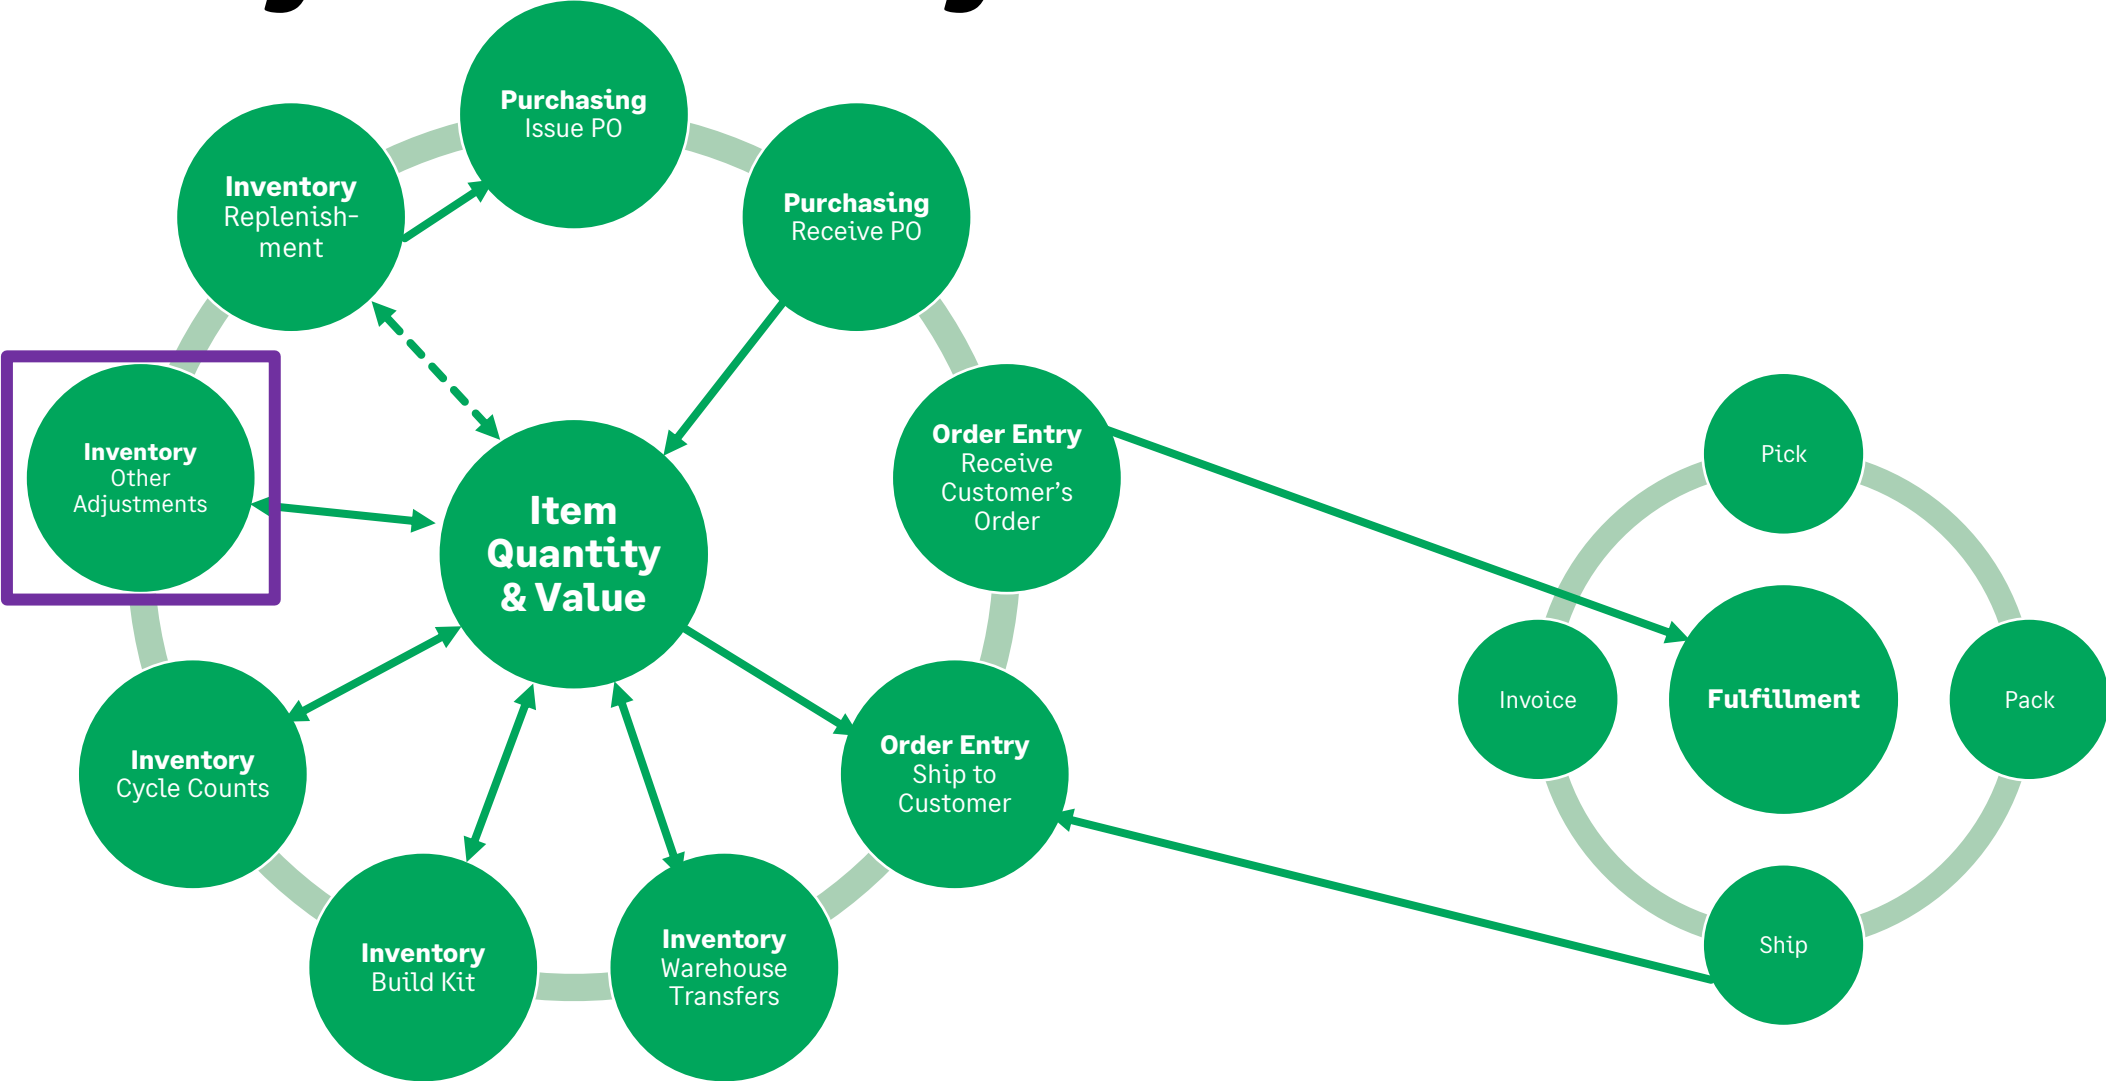 Purchasing
Issue PO
Inventory
Replenish-
ment
Purchasing
Receive PO
Inventory
Other
Adjustments
Order Entry
Receive
Customer’s
Order
Item
Quantity
& Value
Inventory
Cycle Counts
Order Entry
Ship to
Customer
Inventory
Build Kit
Inventory
Warehouse
Transfers
Pick
Invoice
Fulfillment
Pack
Ship